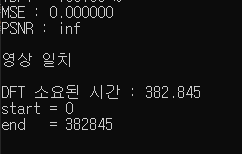 MSE : 0.000000
PSNR : inf
영상 일치
DFT 소요된 시간 : 382.845
start = 0
end   = 382845